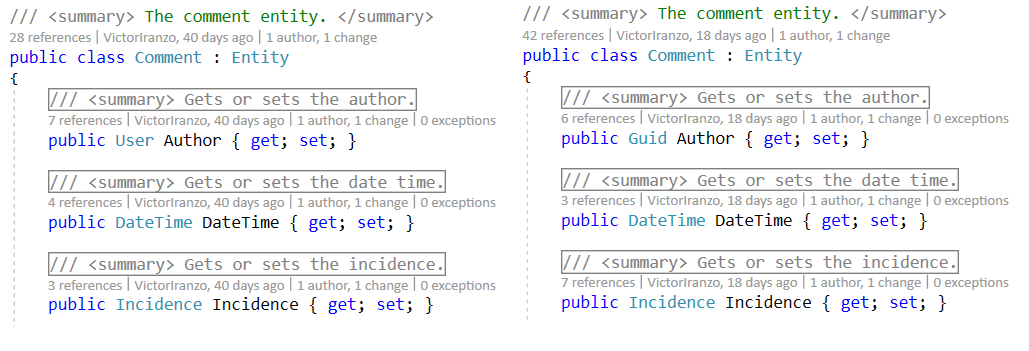 /// <summary> The comment entity. </summary>
28 references | VictorIranzo, 40 days ago | 1 author, 1 change
public class Comment : Entity
{
/// <summary> Gets or sets the author.
7 references | VictorIranzo, 40 days ago | 1 author, 1 change | 0 exceptions
public User Author { get; set; }
/// <summary> Gets or sets the date time.
4 references | VictorIranzo, 40 days ago | 1 author, 1 change | 0 exceptions
public DateTime DateTime { get; set; }
/// <summary> Gets or sets the incidence.
3 references | VictorIranzo, 40 days ago | 1 author, 1 change | 0 exceptions
public Incidence Incidence { get; set; }
/// <summary> The comment entity. </summary>
42 references | VictorIranzo, 18 days ago | 1 author, 1 change
public class Comment : Entity
{
/// <summary> Gets or sets the author.
6 references | VictorIranzo, 18 days ago | 1 author, 1 change | 0 exceptions
public Guid Author { get; set; }
/// <summary> Gets or sets the date time.
3 references | VictorIranzo, 18 days ago | 1 author, 1 change | 0 exceptions
public DateTime DateTime { get; set; }
/// <summary> Gets or sets the incidence.
7 references | VictorIranzo, 18 days ago | 1 author, 1 change | 0 exceptions
public Incidence Incidence { get; set; }